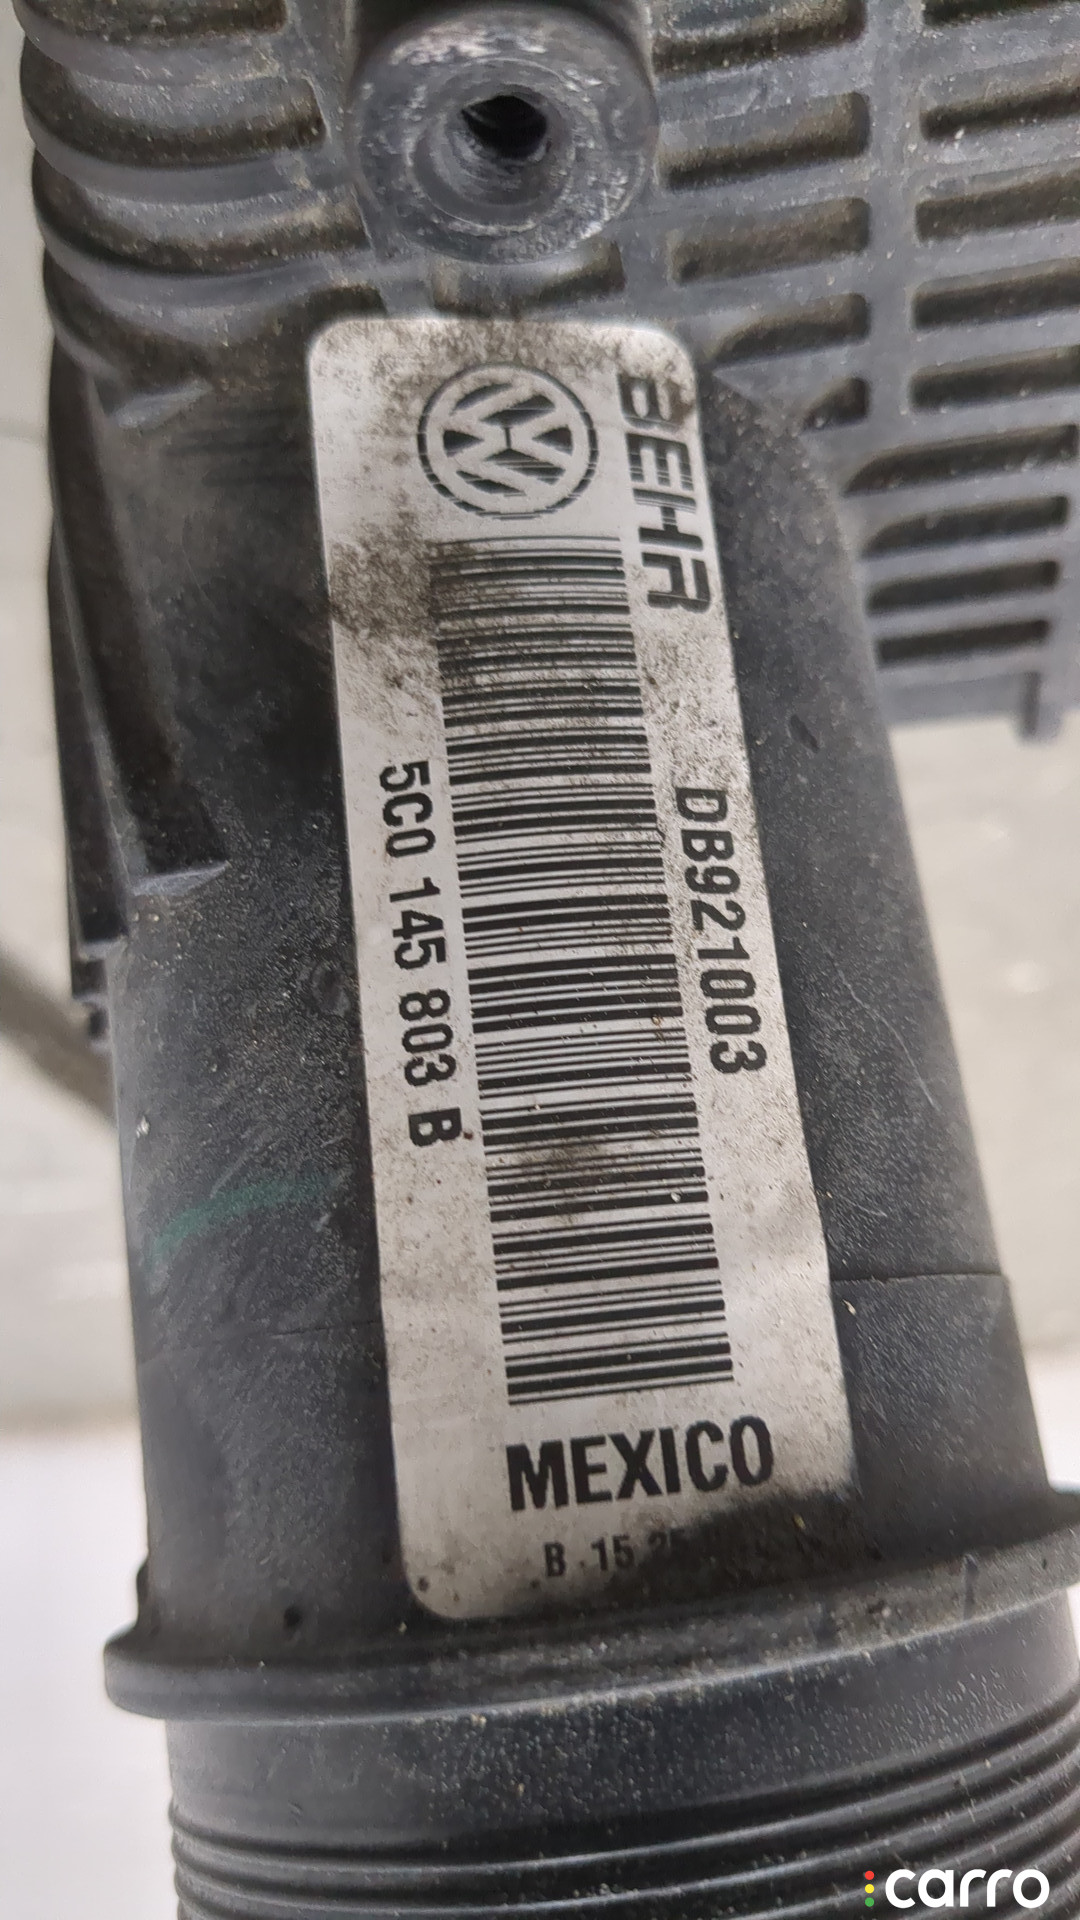 BEHR
DB921003
5C0 145 803 B
MEXICO
B 15
carro